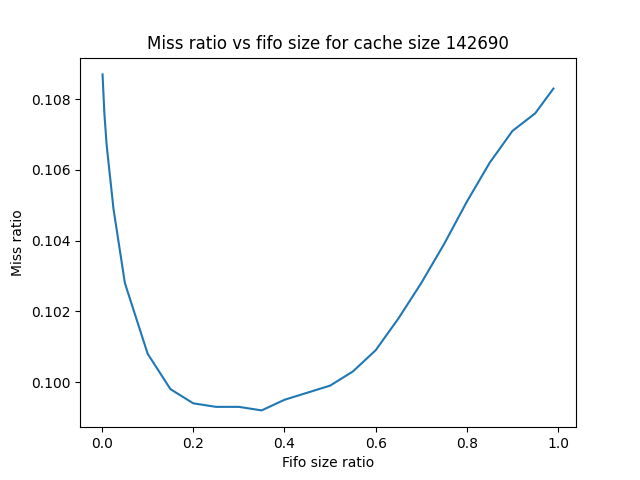 Miss ratio vs fifo size for cache size 142690
0.108
0.106
0.104
0.102
0.100
Miss ratio
0.0 0.2 0.4 0.6 0.8 1.0
Fifo size ratio